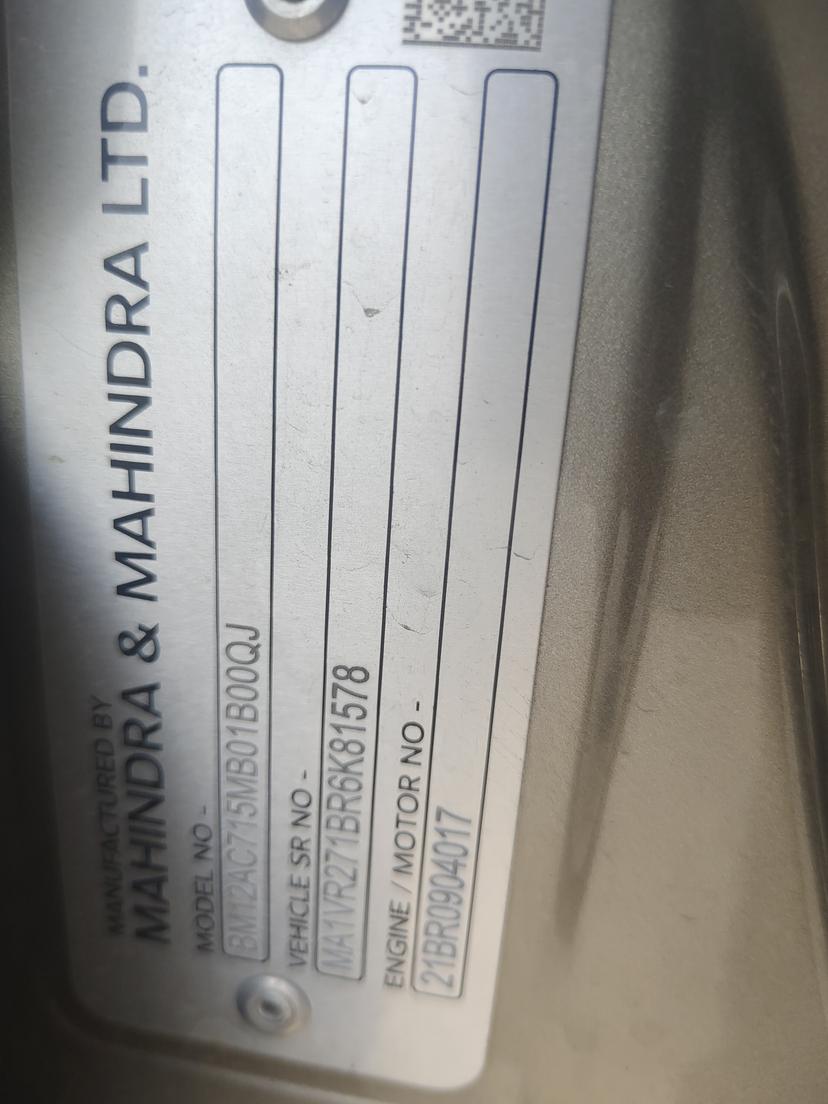 MANUFACTURED BY
MAHINDRA & MAHINDRA LTD.
MODEL NO -
BM12AC715MB01B00QJ
VEHICLE SR NO -
MA1VR271BR6K81578
ENGINE / MOTOR NO -
21BR0904017